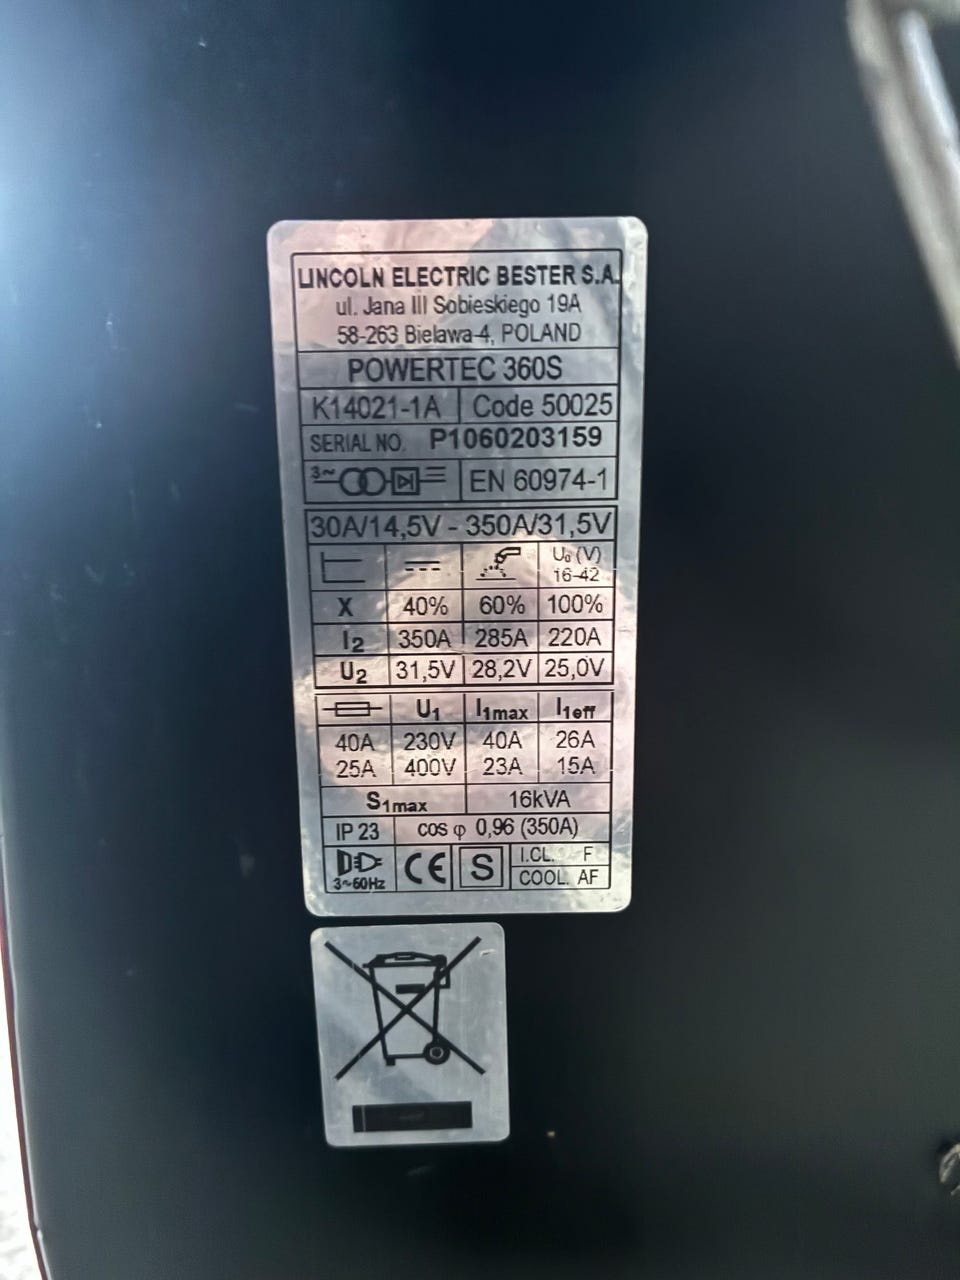 LINCOLN ELECTRIC BESTER S.A.
ul. Jana III Sobieskiego 19A
58-263 Bielawa-4, POLAND
POWERTEC 360S
K14021-1A Code 50025
SERIAL NO. P1060203159
3~ EN 60974-1
30A/14,5V - 350A/31,5V
U₀ (V)
16-42
X 40% 60% 100%
I₂ 350A 285A 220A
U₂ 31,5V 28,2V 25,0V
U₁ I₁max I₁eff
40A 230V 40A 26A
25A 400V 23A 15A
S₁max 16kVA
IP 23 cos φ 0,96 (350A)
3~60Hz CE S I.CL. F
COOL. AF